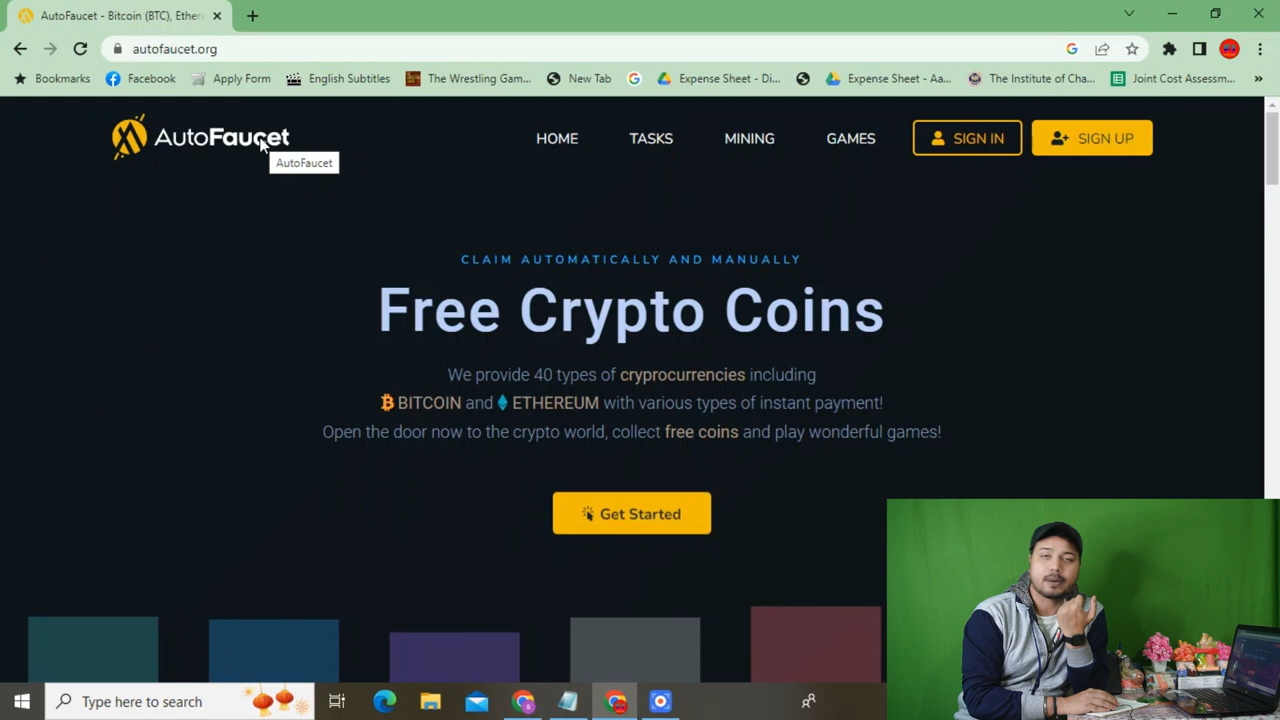 AutoFaucet - Bitcoin (BTC), Ether
autofaucet.org
Bookmarks
Facebook
Apply Form
English Subtitles
The Wrestling Gam...
New Tab
Expense Sheet - Di...
Expense Sheet - Aa...
The Institute of Cha...
Joint Cost Assessm...
»
AutoFaucet
HOME
TASKS
MINING
GAMES
SIGN IN
SIGN UP
AutoFaucet
CLAIM AUTOMATICALLY AND MANUALLY
Free Crypto Coins
We provide 40 types of cryprocurrencies including
BITCOIN and ETHEREUM with various types of instant payment!
Open the door now to the crypto world, collect free coins and play wonderful games!
Get Started
Type here to search